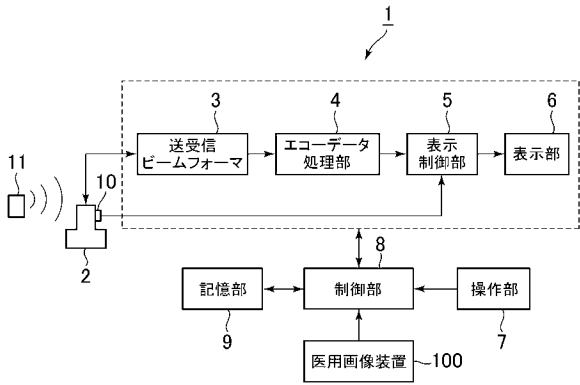 1
3
4
5
6
送受信
ビームフォーマ
エコーデータ
処理部
表示
制御部
表示部
11
10
2
8
記憶部
制御部
操作部
9
7
医用画像装置
100